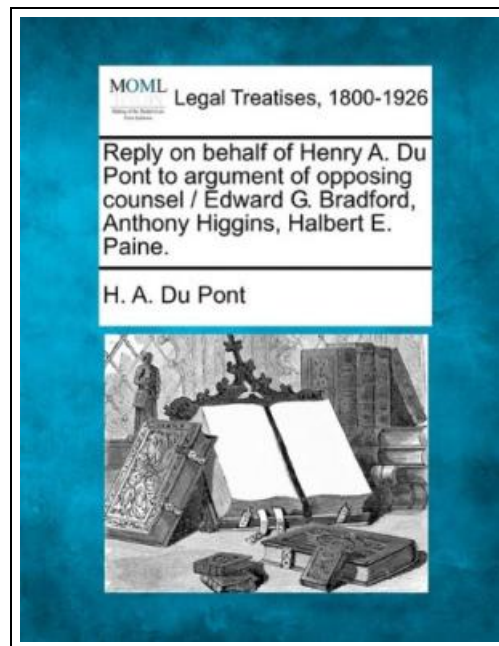 MOML
Legal Treatises, 1800-1926
Reply on behalf of Henry A. Du
Pont to argument of opposing
counsel / Edward G. Bradford,
Anthony Higgins, Halbert E.
Paine.
H. A. Du Pont